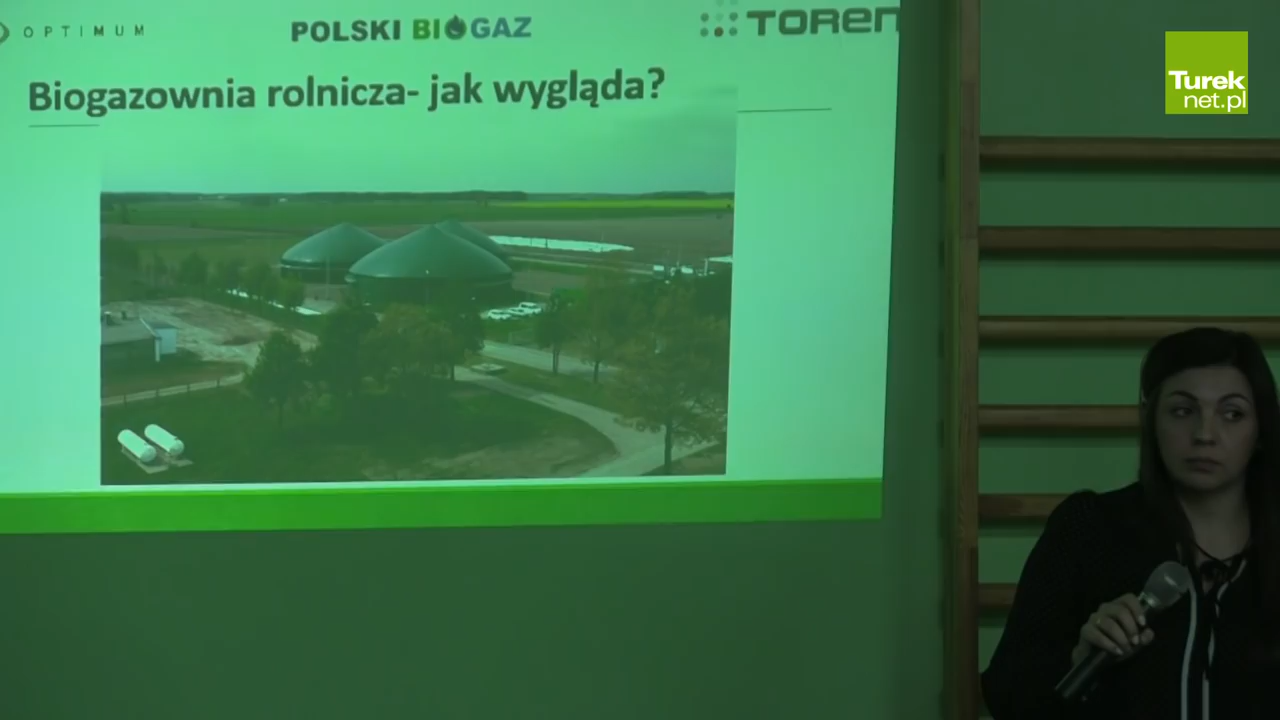 OPTIMUM
POLSKI BIOGAZ
TOREN
Biogazownia rolnicza- jak wygląda?
Turek
net.pl